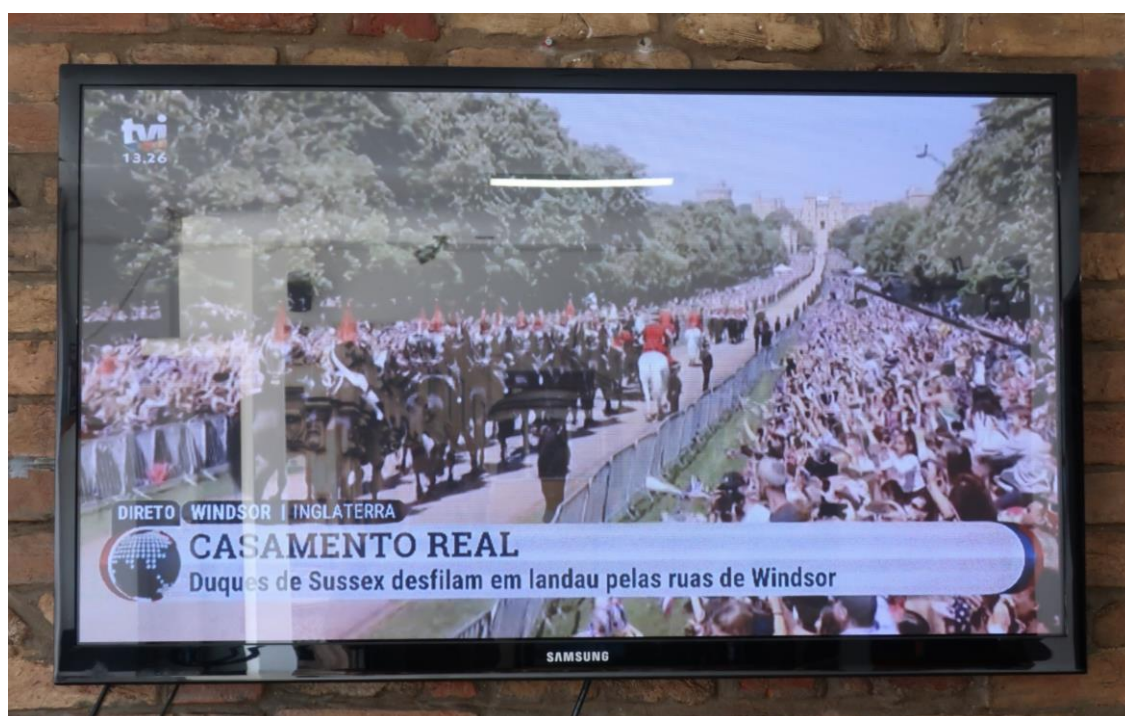 tvi
13.26
DIRETO WINDSOR | INGLATERRA
CASAMENTO REAL
Duques de Sussex desfilam em landau pelas ruas de Windsor
SAMSUNG